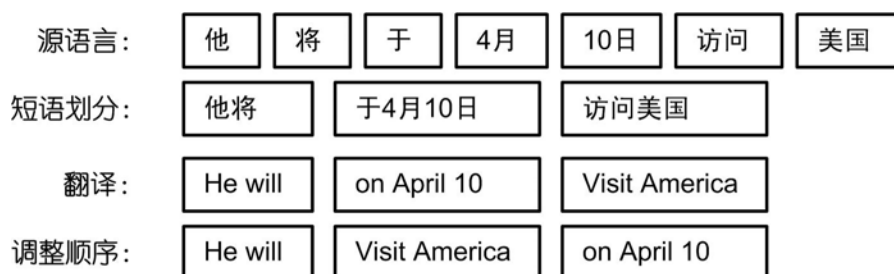 源语言： 他 将 于 4月 10日 访问 美国
短语划分： 他将 于4月10日 访问美国
翻译： He will on April 10 Visit America
调整顺序： He will Visit America on April 10